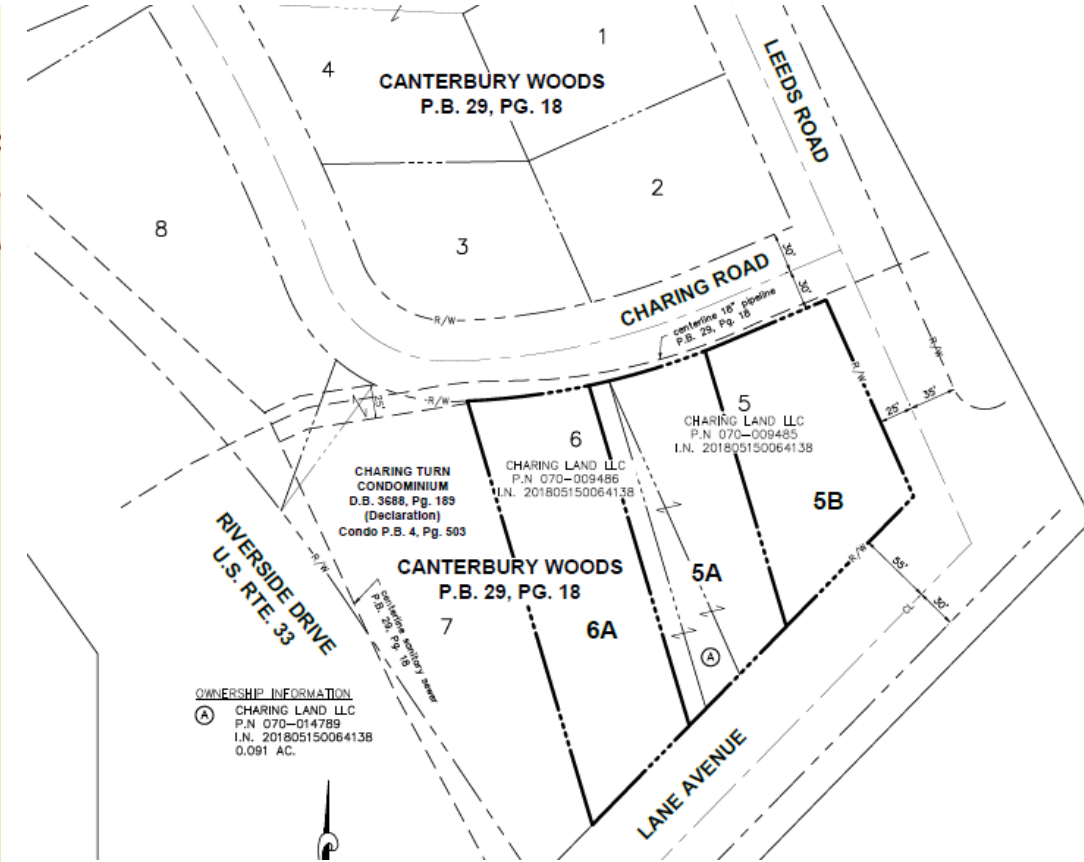 1
4
CANTERBURY WOODS
P.B. 29, PG. 18
LEEDS ROAD
2
8
3
30'
CHARING ROAD
30'
centerline 18" pipeline
P.B. 29, Pg. 18
R/W
R/W
R/W
R/W
25'
25'
35'
5
CHARING LAND LLC
P.N 070-009485
I.N. 201805150064138
6
CHARING LAND LLC
P.N 070-009486
I.N. 201805150064138
CHARING TURN
CONDOMINIUM
D.B. 3688, Pg. 189
(Declaration)
Condo P.B. 4, Pg. 503
5B
RIVERSIDE DRIVE
U.S. RTE. 33
R/W
R/W
55'
CANTERBURY WOODS
P.B. 29, PG. 18
5A
centerline sanitary sewer
P.B. 29, Pg. 18
7
6A
30'
CL
A
OWNERSHIP INFORMATION
A CHARING LAND LLC
P.N 070-014789
I.N. 201805150064138
0.091 AC.
LANE AVENUE